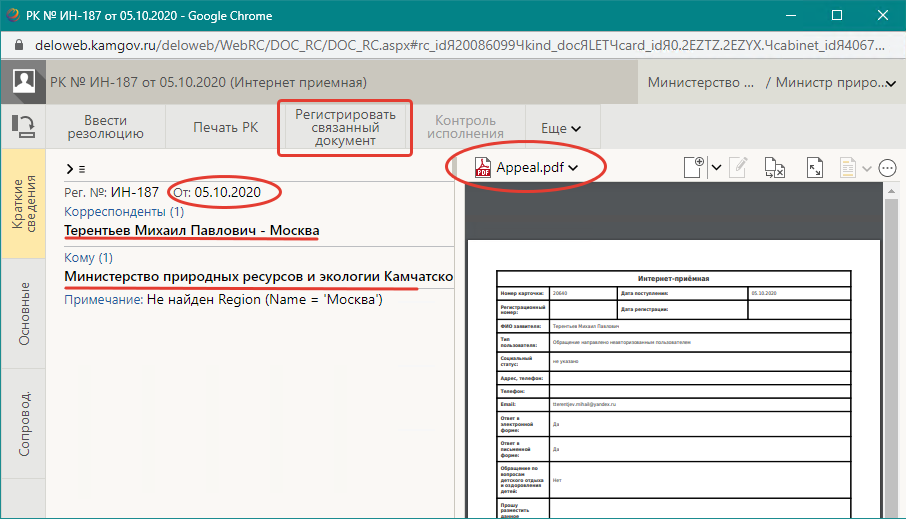 РК № ИН-187 от 05.10.2020 - Google Chrome
deloweb.kamgov.ru/deloweb/WebRC/DOC_RC/DOC_RC.aspx#rc_idЯ20086099Чkind_docЯLETЧcard_idЯ0.2EZTZ.2EZYX.Чcabinet_idЯ4067...
РК № ИН-187 от 05.10.2020 (Интернет приемная)
Министерство ... / Министр приро...
Ввести
резолюцию
Печать РК
Регистрировать
связанный
документ
Контроль
исполнения
Еще
Краткие
сведения
Основные
Сопровод.
Рег. №: ИН-187 От: 05.10.2020
Корреспонденты (1)
Терентьев Михаил Павлович - Москва
Кому (1)
Министерство природных ресурсов и экологии Камчатско
Примечание: Не найден Region (Name = 'Москва')
PDF
Appeal.pdf
Интернет-приёмная
Номер карточки: 20640 Дата поступления: 05.10.2020
Регистрационный
номер:
Дата регистрации:
ФИО заявителя: Терентьев Михаил Павлович
Тип
пользователя:
Обращение направлено неавторизованным пользователем
Социальный
статус:
не указано
Адрес, телефон:
Телефон:
Email: tterentjev.mihail@yandex.ru
Ответ в
электронной
форме:
Да
Ответ в
письменной
форме:
Да
Обращение по
вопросам
детского отдыха
и оздоровления
детей:
Нет
Прошу
разместить
данное